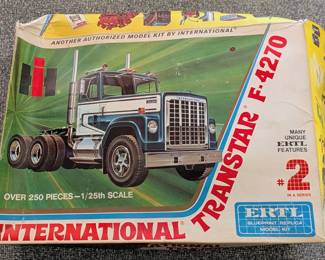 ANOTHER AUTHORIZED MODEL KIT BY INTERNATIONAL
OVER 250 PIECES—1/25th SCALE
INTERNATIONAL
TRANSTAR F-4270
MANY
UNIQUE
ERTL
FEATURES
#2
ERTL
BLUEPRINT REPLICA
MODEL KIT